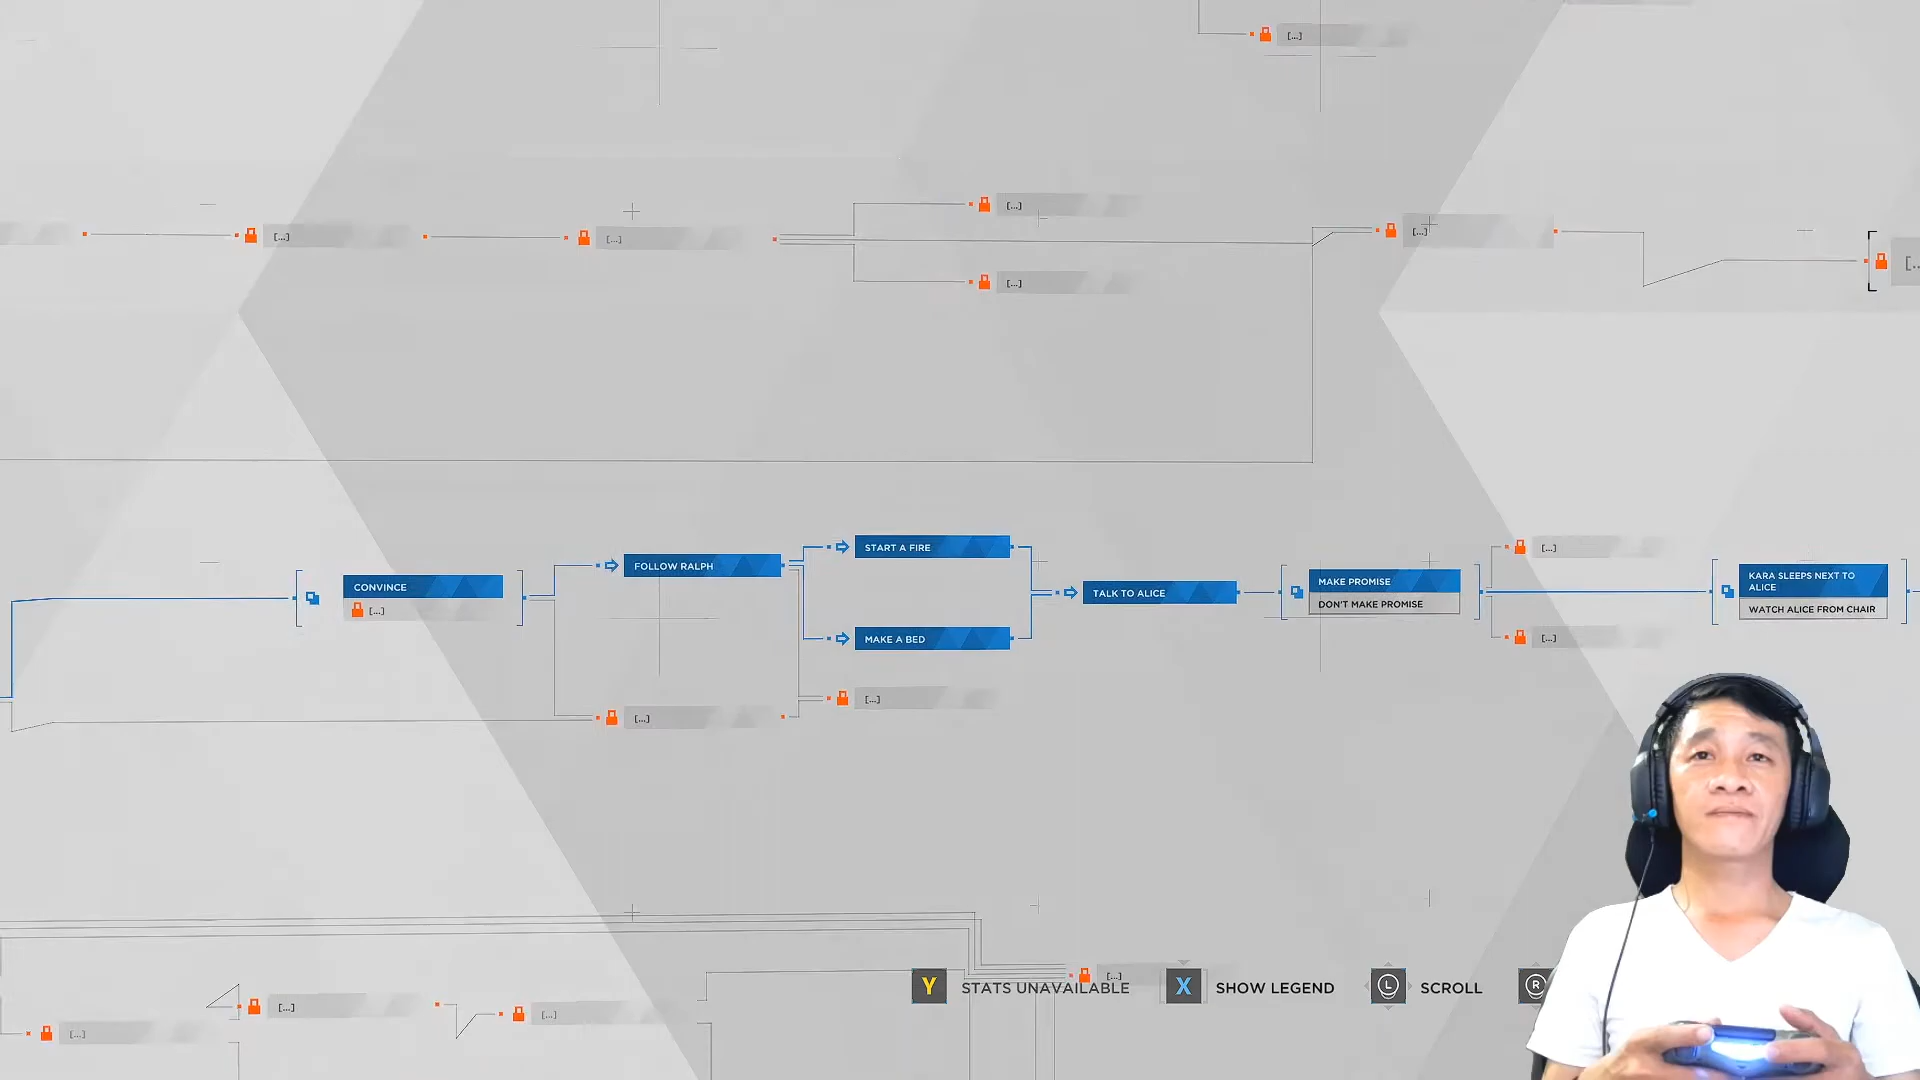 [...]
[...]
[...]
[...]
[...]
[...]
[...]
START A FIRE
[...]
FOLLOW RALPH
CONVINCE
[...]
TALK TO ALICE
MAKE PROMISE
DON'T MAKE PROMISE
KARA SLEEPS NEXT TO
ALICE
WATCH ALICE FROM CHAIR
MAKE A BED
[...]
[...]
[...]
[...]
Y STATS UNAVAILABLE
X SHOW LEGEND
L SCROLL
R
[...]
[...]
[...]